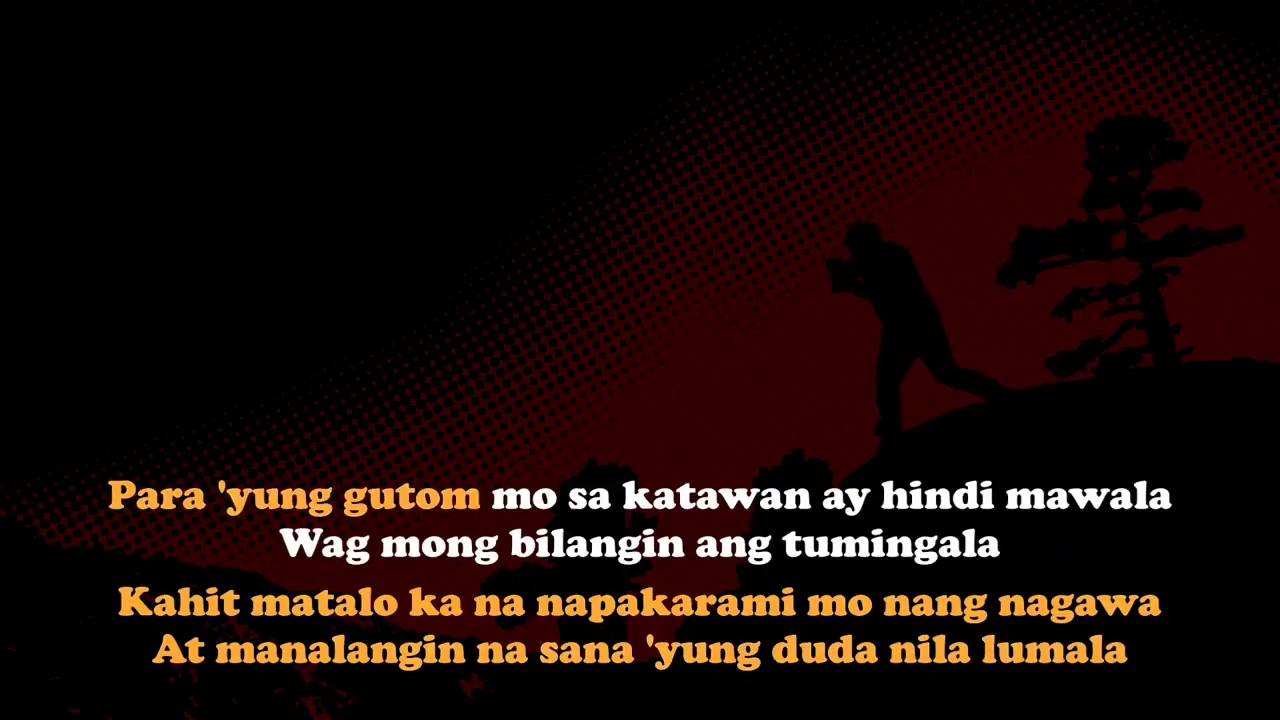 Para 'yung gutom mo sa katawan ay hindi mawala
Wag mong bilangin ang tumingala
Kahit matalo ka na napakarami mo nang nagawa
At manalangin na sana 'yung duda nila lumala